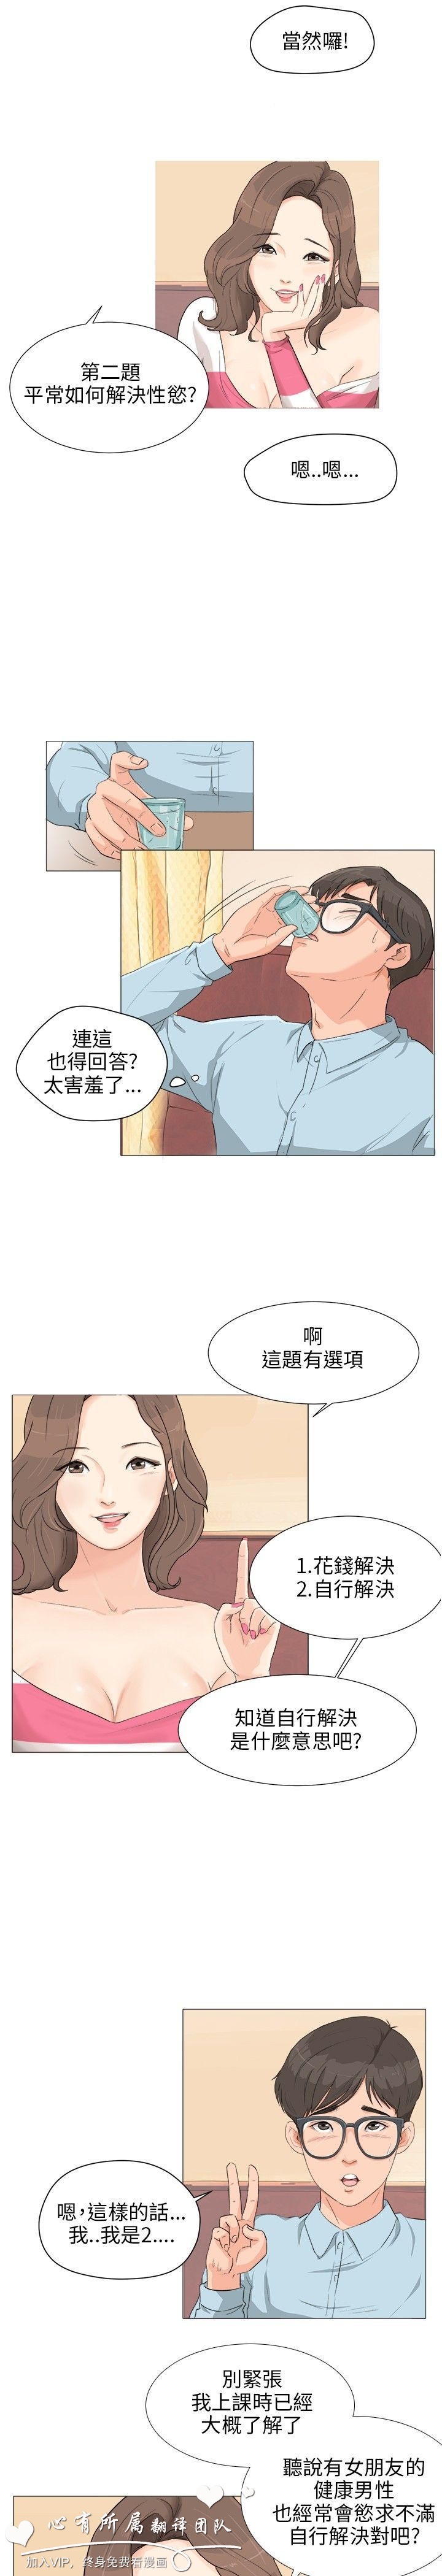 當然囉!
第二題
平常如何解決性慾?
嗯..嗯...
連這
也得回答?
太害羞了...
啊
這題有選項
1.花錢解決
2.自行解決
知道自行解決
是什麼意思吧?
嗯，這樣的話...
我..我是2....
別緊張
我上課時已經
大概了解了
聽說有女朋友的
健康男性
也經常會慾求不滿
自行解決對吧?
心有所属翻译团队
加入VIP，终身免费看漫画